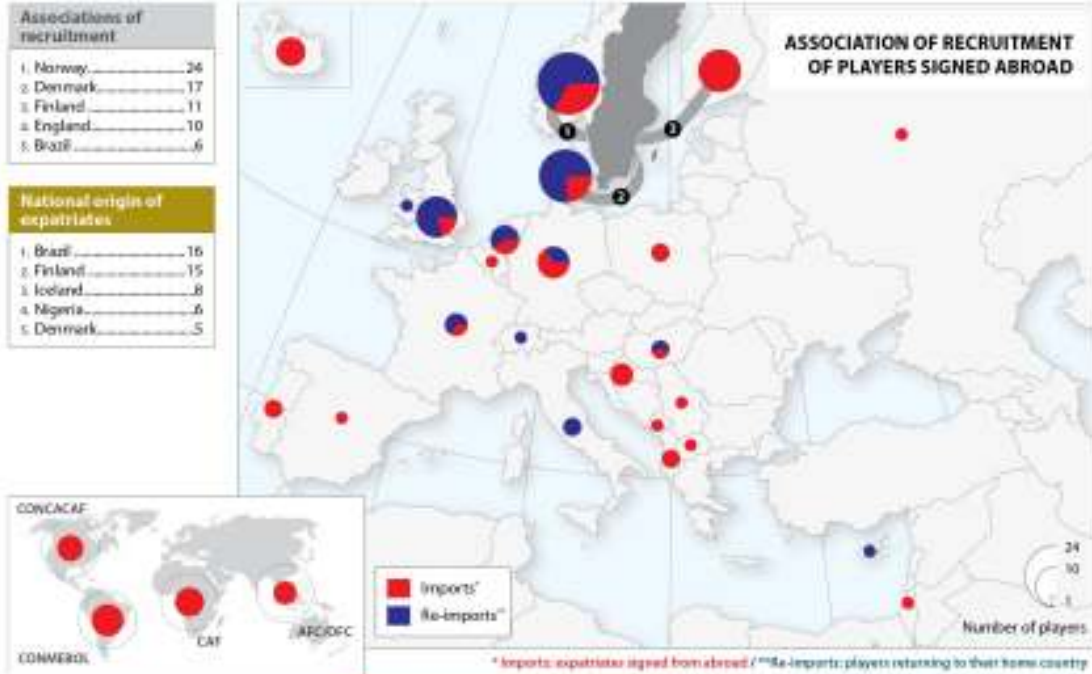 Associations of
recruitment
1. Norway 24
2. Denmark 17
3. Finland 11
4. England 10
5. Brazil 6
National origin of
expatriates
1. Brazil 16
2. Finland 15
3. Iceland 8
4. Nigeria 6
5. Denmark 5
ASSOCIATION OF RECRUITMENT
OF PLAYERS SIGNED ABROAD
1
3
2
CONCACAF
CONMEBOL
CAF
AFC/OFC
Imports*
Re-imports**
24
10
1
Number of players
* Imports: expatriates signed from abroad / **Re-imports: players returning to their home country